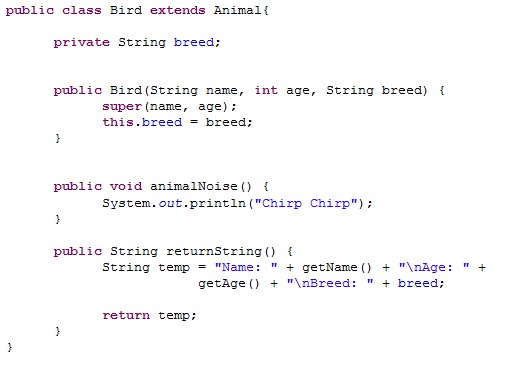 public class Bird extends Animal{
private String breed;
public Bird(String name, int age, String breed) {
super(name, age);
this.breed = breed;
}
public void animalNoise() {
System.out.println("Chirp Chirp");
}
public String returnString() {
String temp = "Name: " + getName() + "\nAge: " +
getAge() + "\nBreed: " + breed;
return temp;
}
}